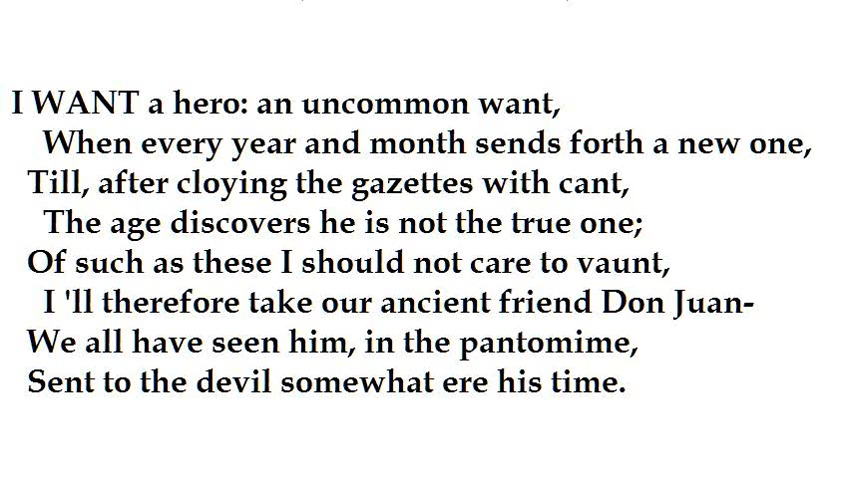 I WANT a hero: an uncommon want,
When every year and month sends forth a new one,
Till, after cloying the gazettes with cant,
The age discovers he is not the true one;
Of such as these I should not care to vaunt,
I 'll therefore take our ancient friend Don Juan-
We all have seen him, in the pantomime,
Sent to the devil somewhat ere his time.